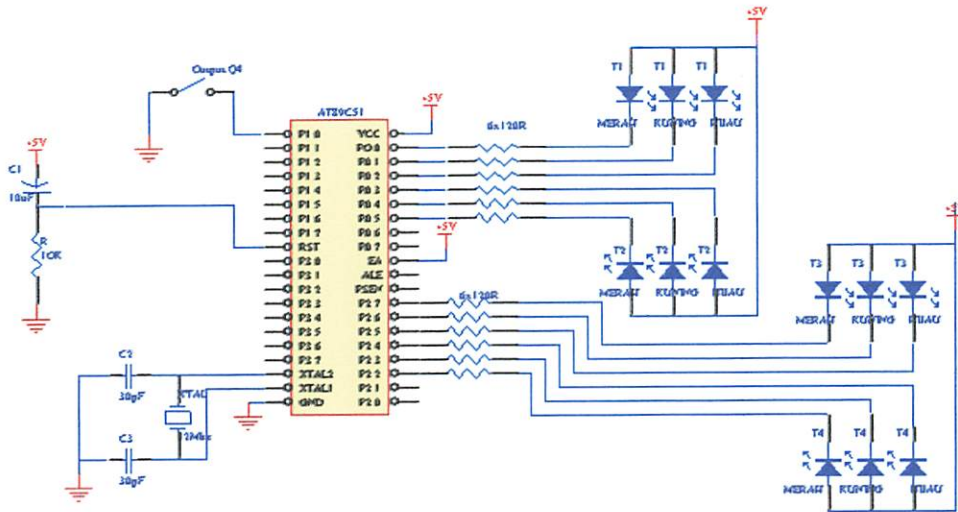 +5V
+5V
Output Q4
T1 T1 T1
AT89C51
+5V
MERAH KUNING HIJAU
6x120R
P1 0 VCC
P1 1 P0 0
P1 2 P0 1
P1 3 P0 2
P1 4 P0 3
P1 5 P0 4
P1 6 P0 5
P1 7 P0 6
RST P0 7
P3 0 EA
P3 1 ALE
P3 2 PSEN
P3 3 P2 7
P3 4 P2 6
P3 5 P2 5
P3 6 P2 4
P3 7 P2 3
XTAL2 P2 2
XTAL1 P2 1
GND P2 0
+5V
C1
10uF
R
10K
+5V
T2 T2 T2
MERAH KUNING HIJAU
6x120R
+5
T3 T3 T3
MERAH KUNING HIJAU
C2
30pF
XTAL
C3
30pF
T4 T4 T4
MERAH KUNING HIJAU